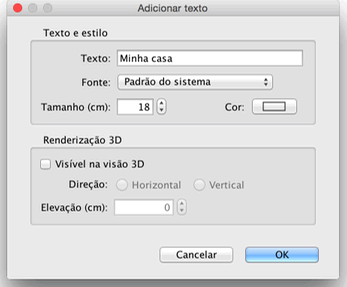 Adicionar texto
Texto e estilo
Texto: Minha casa
Fonte: Padrão do sistema
Tamanho (cm): 18 Cor:
Renderização 3D
Visível na visão 3D
Direção: Horizontal Vertical
Elevação (cm): 0
Cancelar OK